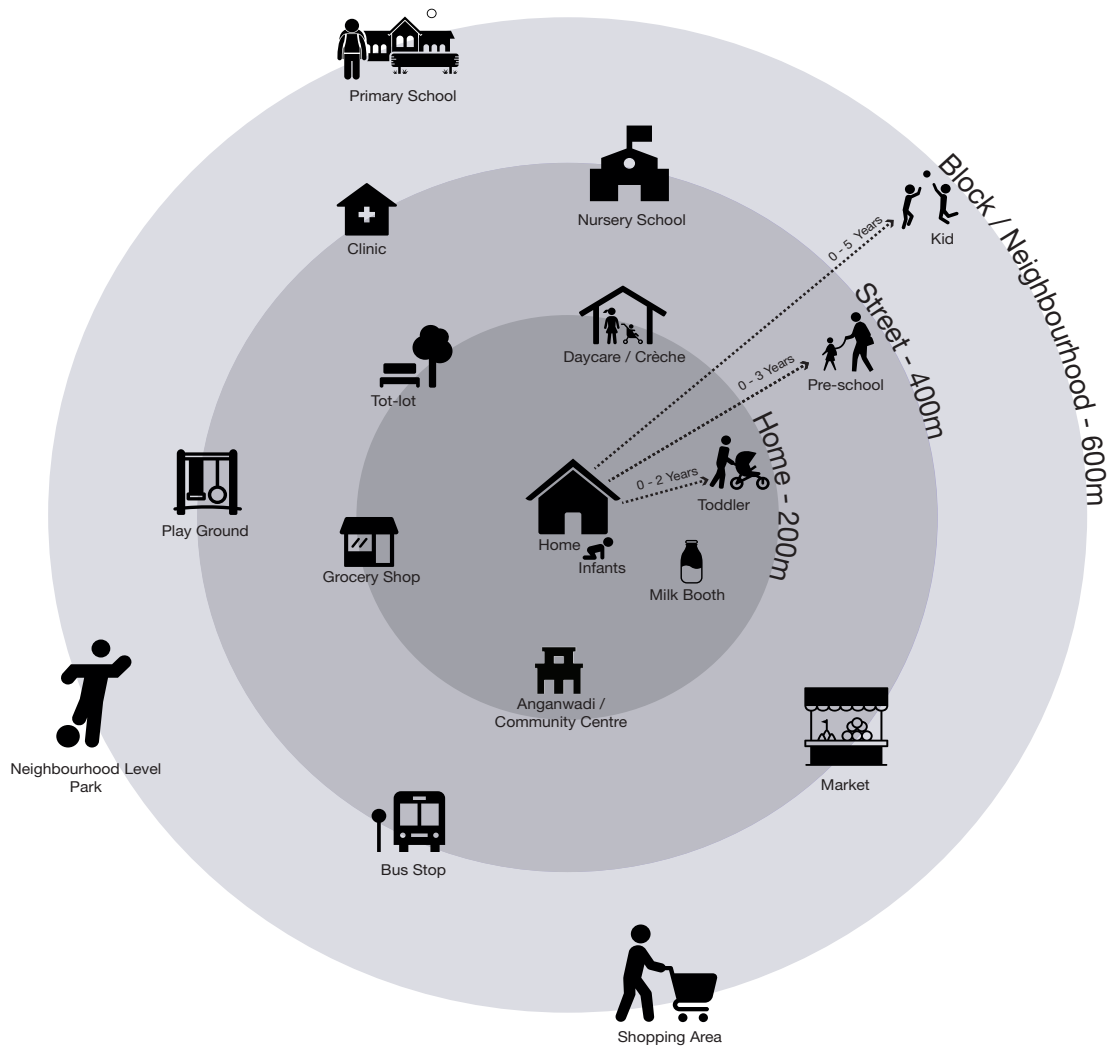 Primary School
Nursery School
Clinic
Block / Neighbourhood - 600m
0 - 5 Years
Kid
Street - 400m
Daycare / Crèche
0 - 3 Years
Pre-school
Tot-lot
Home - 200m
0 - 2 Years
Toddler
Play Ground
Home
Infants
Grocery Shop
Milk Booth
Anganwadi /
Community Centre
Neighbourhood Level
Park
Market
Bus Stop
Shopping Area